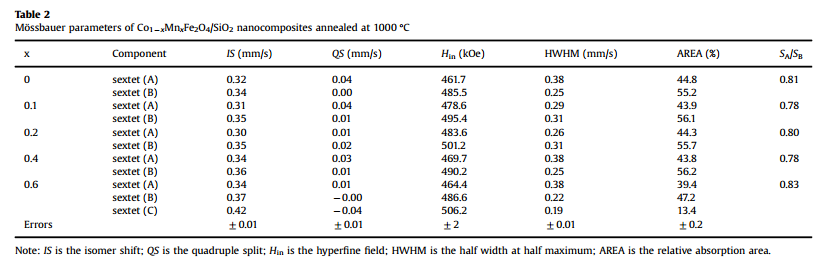 Table 2
Mössbauer parameters of Co₁₋ₓMnₓFe₂O₄/SiO₂ nanocomposites annealed at 1000 °C
x Component IS (mm/s) QS (mm/s) Hᵢₙ (kOe) HWHM (mm/s) AREA (%) S_A/S_B
0 sextet (A) 0.32 0.04 461.7 0.38 44.8 0.81
sextet (B) 0.34 0.00 485.5 0.25 55.2
0.1 sextet (A) 0.31 0.04 478.6 0.29 43.9 0.78
sextet (B) 0.35 0.01 495.4 0.31 56.1
0.2 sextet (A) 0.30 0.01 483.6 0.26 44.3 0.80
sextet (B) 0.35 0.02 501.2 0.31 55.7
0.4 sextet (A) 0.34 0.03 469.7 0.38 43.8 0.78
sextet (B) 0.36 0.01 490.2 0.25 56.2
0.6 sextet (A) 0.34 0.01 464.4 0.38 39.4 0.83
sextet (B) 0.37 −0.00 486.6 0.22 47.2
sextet (C) 0.42 −0.04 506.2 0.19 13.4
Errors ±0.01 ±0.01 ±2 ±0.01 ±0.2
Note: IS is the isomer shift; QS is the quadruple split; Hᵢₙ is the hyperfine field; HWHM is the half width at half maximum; AREA is the relative absorption area.